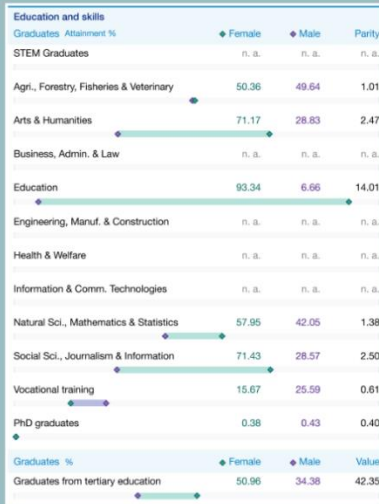 Education and skills
Graduates Attainment % Female Male Parity
STEM Graduates n. a. n. a. n. a.
Agri., Forestry, Fisheries & Veterinary 50.36 49.64 1.01
Arts & Humanities 71.17 28.83 2.47
Business, Admin. & Law n. a. n. a. n. a.
Education 93.34 6.66 14.01
Engineering, Manuf. & Construction n. a. n. a. n. a.
Health & Welfare n. a. n. a. n. a.
Information & Comm. Technologies n. a. n. a. n. a.
Natural Sci., Mathematics & Statistics 57.95 42.05 1.38
Social Sci., Journalism & Information 71.43 28.57 2.50
Vocational training 15.67 25.59 0.61
PhD graduates 0.38 0.43 0.40
Graduates % Female Male Value
Graduates from tertiary education 50.96 34.38 42.35